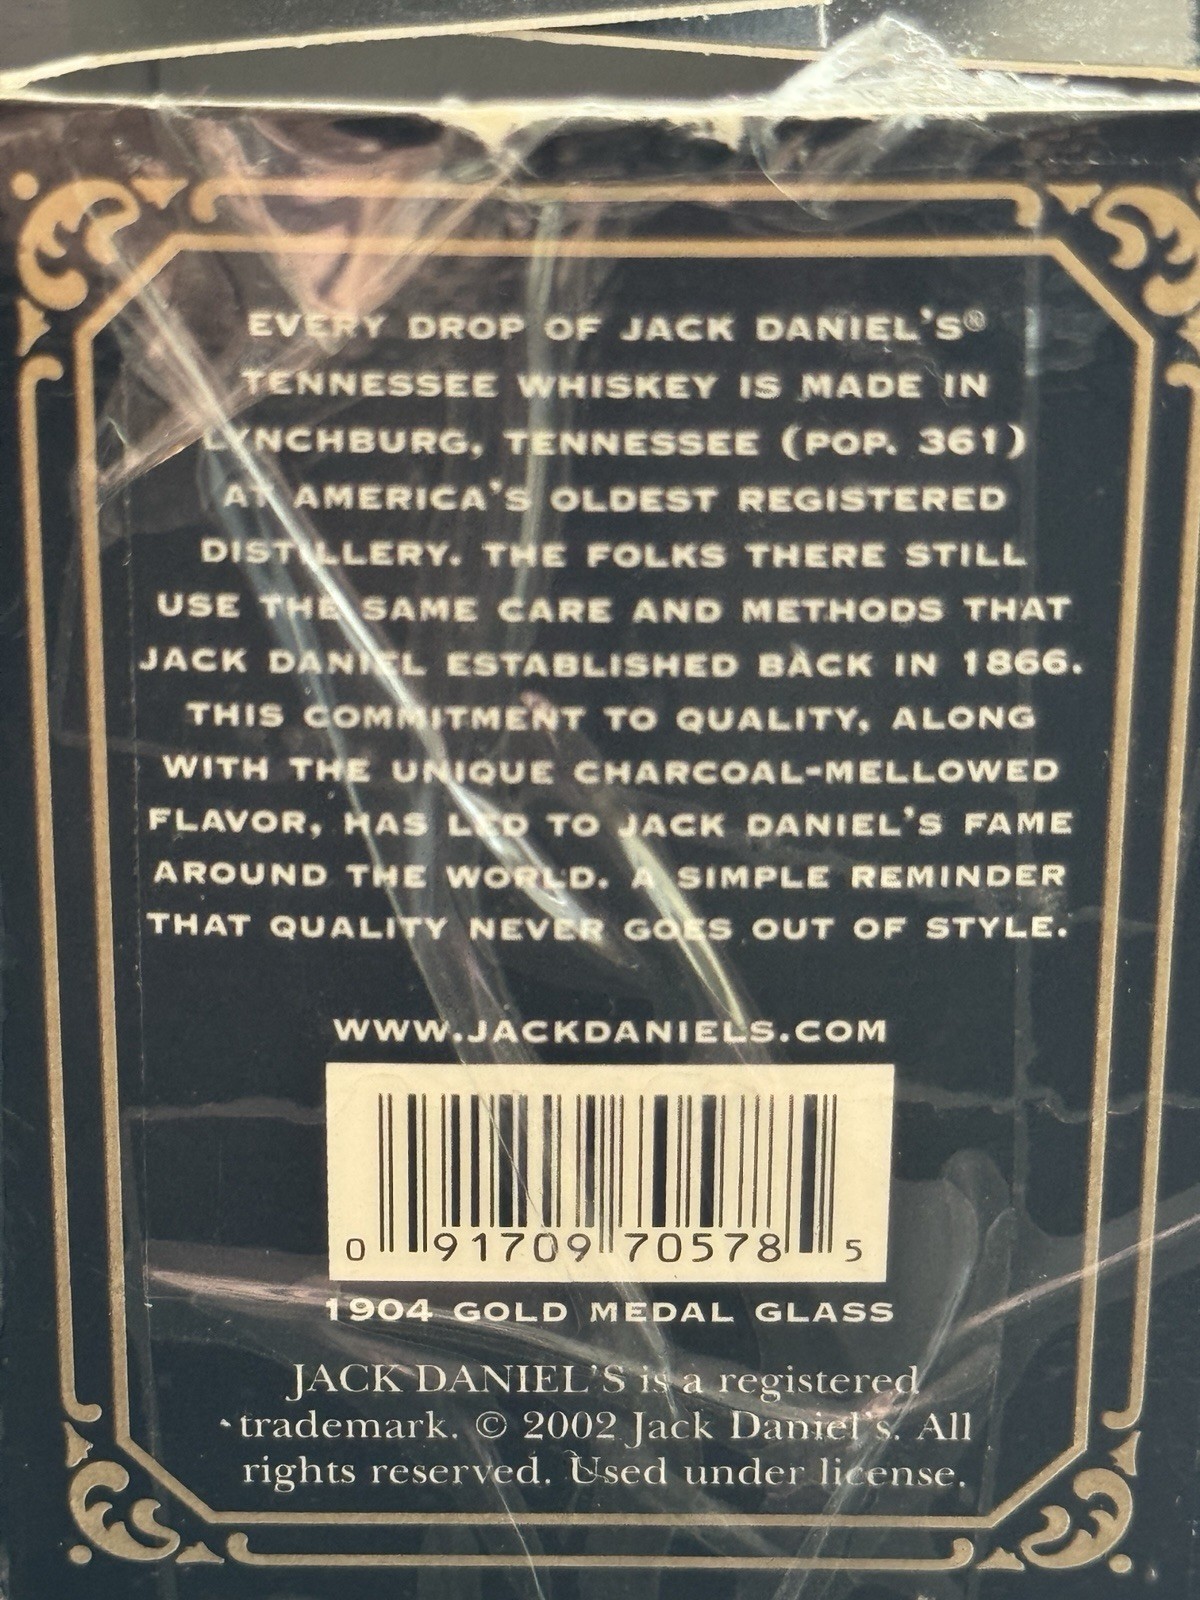 EVERY DROP OF JACK DANIEL'S®
TENNESSEE WHISKEY IS MADE IN
LYNCHBURG, TENNESSEE (POP. 361)
AT AMERICA'S OLDEST REGISTERED
DISTILLERY. THE FOLKS THERE STILL
USE THE SAME CARE AND METHODS THAT
JACK DANIEL ESTABLISHED BACK IN 1866.
THIS COMMITMENT TO QUALITY, ALONG
WITH THE UNIQUE CHARCOAL-MELLOWED
FLAVOR, HAS LED TO JACK DANIEL'S FAME
AROUND THE WORLD. A SIMPLE REMINDER
THAT QUALITY NEVER GOES OUT OF STYLE.
WWW.JACKDANIELS.COM
0 91709 70578 5
1904 GOLD MEDAL GLASS
JACK DANIEL'S is a registered
trademark. © 2002 Jack Daniel's. All
rights reserved. Used under license.